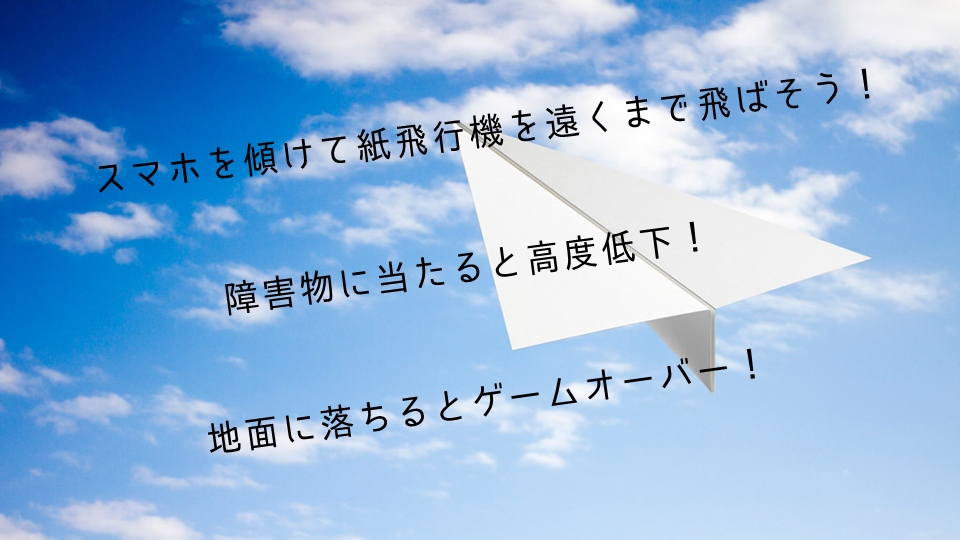 スマホを傾けて紙飛行機を遠くまで飛ばそう！
障害物に当たると高度低下！
地面に落ちるとゲームオーバー！